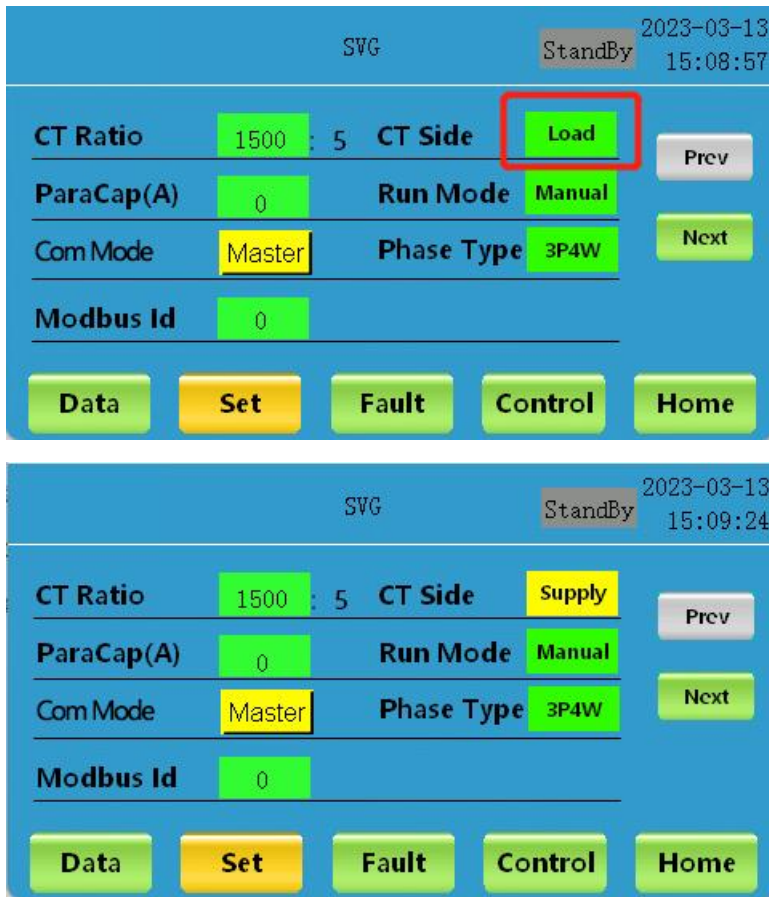 SVG StandBy 2023-03-13
15:08:57
CT Ratio 1500 : 5 CT Side Load
Prev
ParaCap(A) 0 Run Mode Manual
Com Mode Master Phase Type 3P4W Next
Modbus Id 0
Data Set Fault Control Home
SVG StandBy 2023-03-13
15:09:24
CT Ratio 1500 : 5 CT Side Supply
Prev
ParaCap(A) 0 Run Mode Manual
Com Mode Master Phase Type 3P4W Next
Modbus Id 0
Data Set Fault Control Home